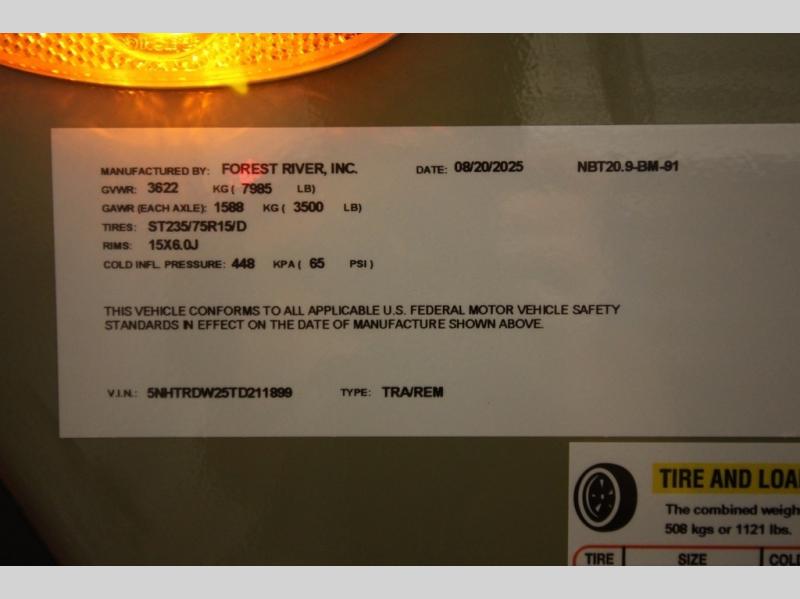 MANUFACTURED BY: FOREST RIVER, INC. DATE: 08/20/2025 NBT20.9-BM-91
GVWR: 3622 KG ( 7985 LB)
GAWR (EACH AXLE): 1588 KG ( 3500 LB)
TIRES: ST235/75R15/D
RIMS: 15X6.0J
COLD INFL. PRESSURE: 448 KPA ( 65 PSI )
THIS VEHICLE CONFORMS TO ALL APPLICABLE U.S. FEDERAL MOTOR VEHICLE SAFETY
STANDARDS IN EFFECT ON THE DATE OF MANUFACTURE SHOWN ABOVE.
V.I.N.: 5NHTRDW25TD211899 TYPE: TRA/REM
TIRE AND LOA
The combined weigh
508 kgs or 1121 lbs.
TIRE SIZE COLD